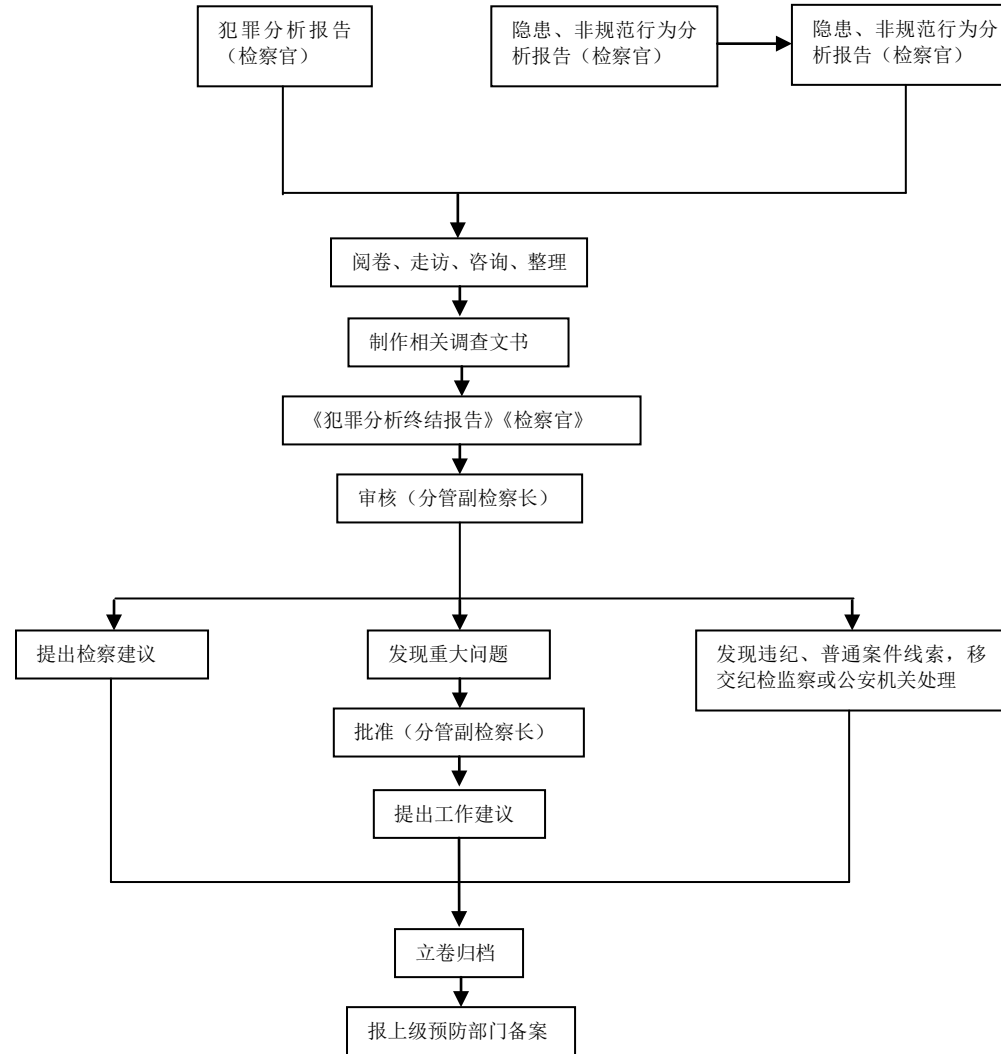 犯罪分析报告
（检察官）
隐患、非规范行为分
析报告（检察官）
隐患、非规范行为分
析报告（检察官）
阅卷、走访、咨询、整理
制作相关调查文书
《犯罪分析终结报告》《检察官》
审核（分管副检察长）
提出检察建议
发现重大问题
发现违纪、普通案件线索，移
交纪检监察或公安机关处理
批准（分管副检察长）
提出工作建议
立卷归档
报上级预防部门备案